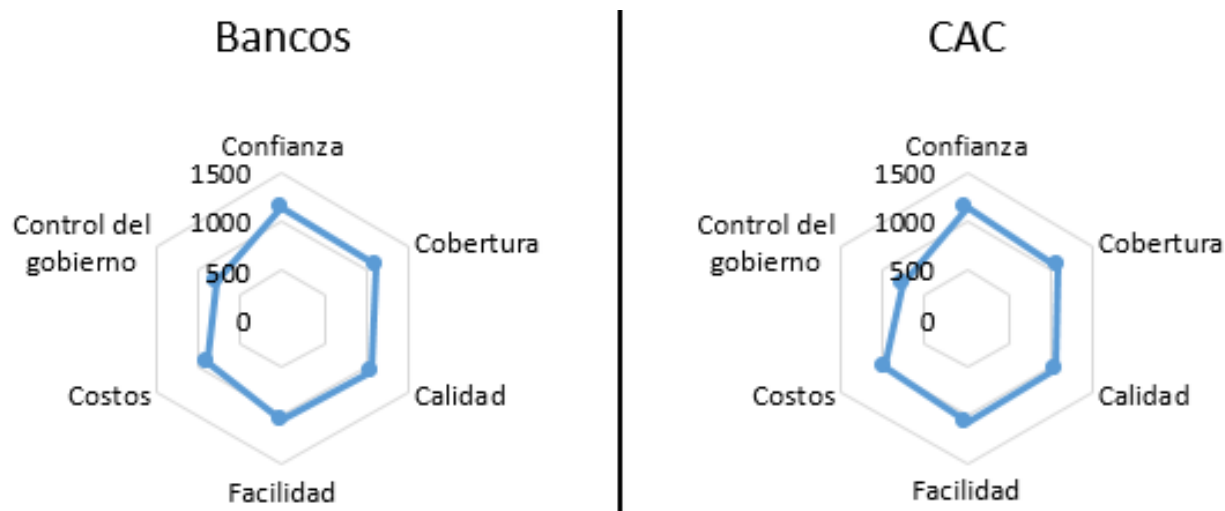 Bancos
Confianza
1500
1000
500
0
Control del
gobierno
Cobertura
Costos
Calidad
Facilidad
CAC
Confianza
1500
1000
500
0
Control del
gobierno
Cobertura
Costos
Calidad
Facilidad